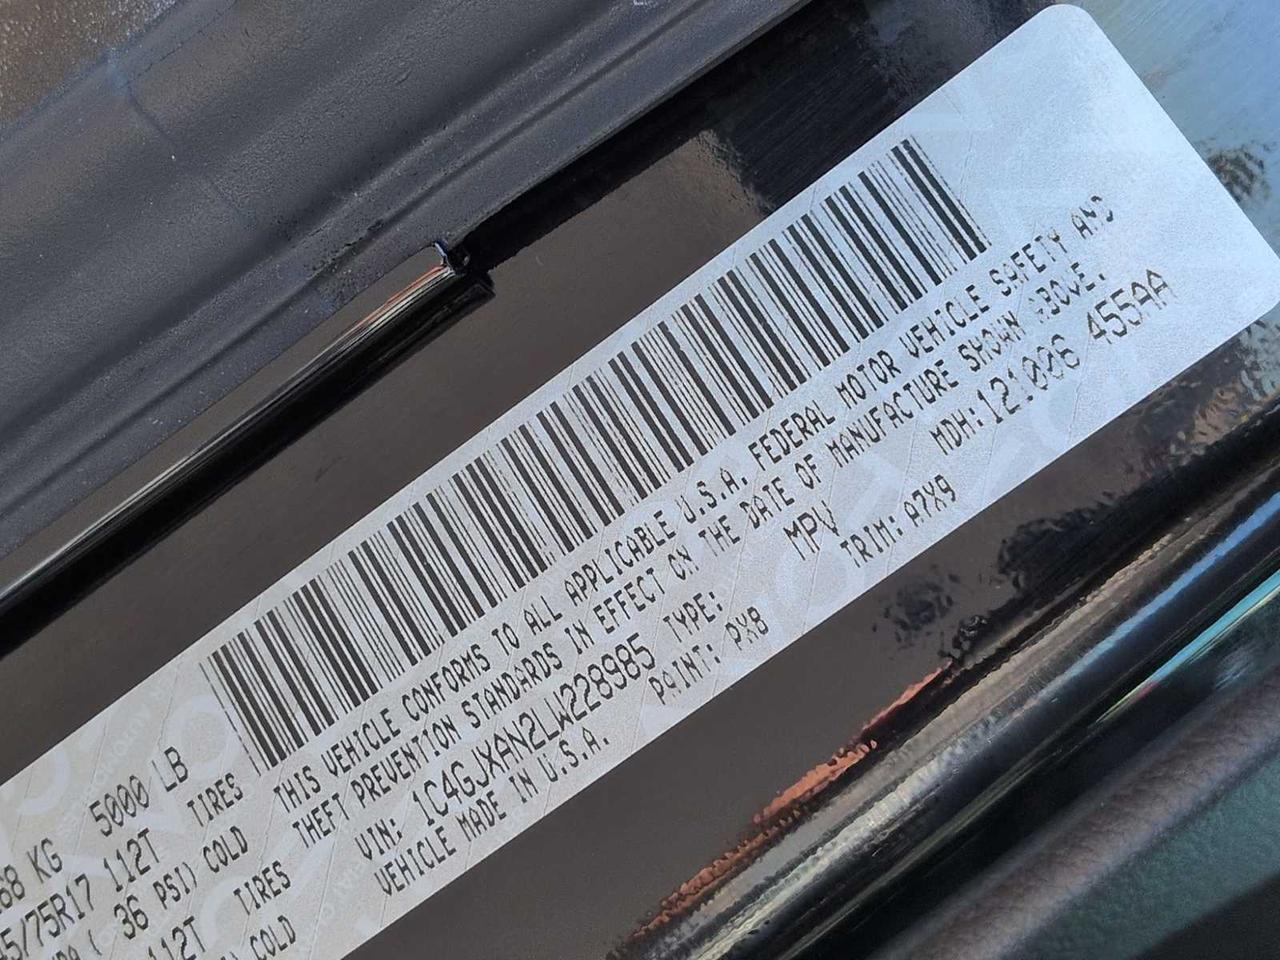 68 KG 5000 LB
5/75R17 112T TIRES
( 36 PSI) COLD
112T TIRES
COLD
THIS VEHICLE CONFORMS TO ALL APPLICABLE U.S.A. FEDERAL MOTOR VEHICLE SAFETY AND
THEFT PREVENTION STANDARDS IN EFFECT ON THE DATE OF MANUFACTURE SHOWN ABOVE.
VIN: 1C4GJXAN2LW228985 TYPE: MPV MDH:121006 455AA
VEHICLE MADE IN U.S.A. PAINT: PX8 TRIM: A7X9